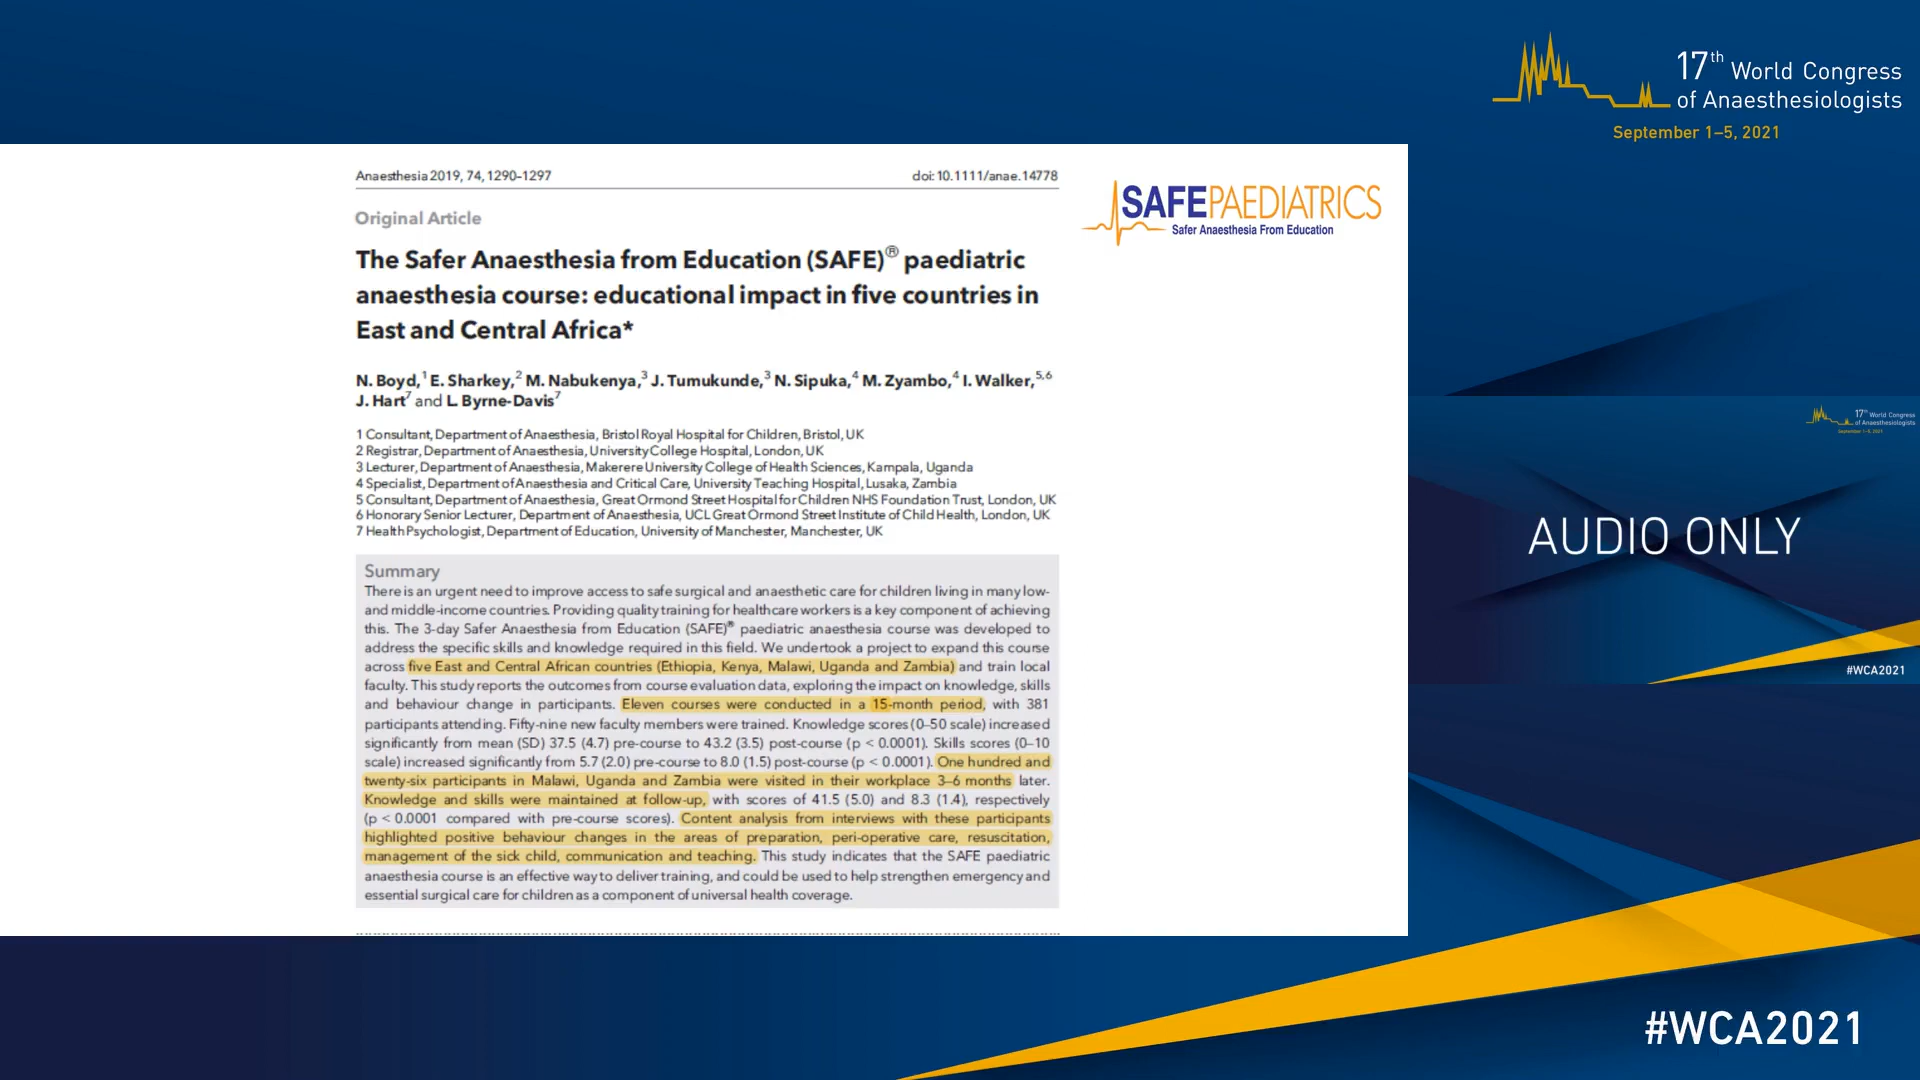 17th World Congress
of Anaesthesiologists
September 1–5, 2021
Anaesthesia 2019, 74, 1290–1297
doi:10.1111/anae.14778
SAFE PAEDIATRICS
Safer Anaesthesia From Education
Original Article
The Safer Anaesthesia from Education (SAFE)® paediatric
anaesthesia course: educational impact in five countries in
East and Central Africa*
N. Boyd,1 E. Sharkey,2 M. Nabukenya,3 J. Tumukunde,3 N. Sipuka,4 M. Zyambo,4 I. Walker,5,6
J. Hart7 and L. Byrne-Davis7
1 Consultant, Department of Anaesthesia, Bristol Royal Hospital for Children, Bristol, UK
2 Registrar, Department of Anaesthesia, University College Hospital, London, UK
3 Lecturer, Department of Anaesthesia, Makerere University College of Health Sciences, Kampala, Uganda
4 Specialist, Department of Anaesthesia and Critical Care, University Teaching Hospital, Lusaka, Zambia
5 Consultant, Department of Anaesthesia, Great Ormond Street Hospital for Children NHS Foundation Trust, London, UK
6 Honorary Senior Lecturer, Department of Anaesthesia, UCL Great Ormond Street Institute of Child Health, London, UK
7 Health Psychologist, Department of Education, University of Manchester, Manchester, UK
Summary
There is an urgent need to improve access to safe surgical and anaesthetic care for children living in many low-
and middle-income countries. Providing quality training for healthcare workers is a key component of achieving
this. The 3-day Safer Anaesthesia from Education (SAFE)® paediatric anaesthesia course was developed to
address the specific skills and knowledge required in this field. We undertook a project to expand this course
across five East and Central African countries (Ethiopia, Kenya, Malawi, Uganda and Zambia) and train local
faculty. This study reports the outcomes from course evaluation data, exploring the impact on knowledge, skills
and behaviour change in participants. Eleven courses were conducted in a 15-month period, with 381
participants attending. Fifty-nine new faculty members were trained. Knowledge scores (0–50 scale) increased
significantly from mean (SD) 37.5 (4.7) pre-course to 43.2 (3.5) post-course (p < 0.0001). Skills scores (0–10
scale) increased significantly from 5.7 (2.0) pre-course to 8.0 (1.5) post-course (p < 0.0001). One hundred and
twenty-six participants in Malawi, Uganda and Zambia were visited in their workplace 3–6 months later.
Knowledge and skills were maintained at follow-up, with scores of 41.5 (5.0) and 8.3 (1.4), respectively
(p < 0.0001 compared with pre-course scores). Content analysis from interviews with these participants
highlighted positive behaviour changes in the areas of preparation, peri-operative care, resuscitation,
management of the sick child, communication and teaching. This study indicates that the SAFE paediatric
anaesthesia course is an effective way to deliver training, and could be used to help strengthen emergency and
essential surgical care for children as a component of universal health coverage.
17th World Congress
of Anaesthesiologists
September 1–5, 2021
AUDIO ONLY
#WCA2021
#WCA2021